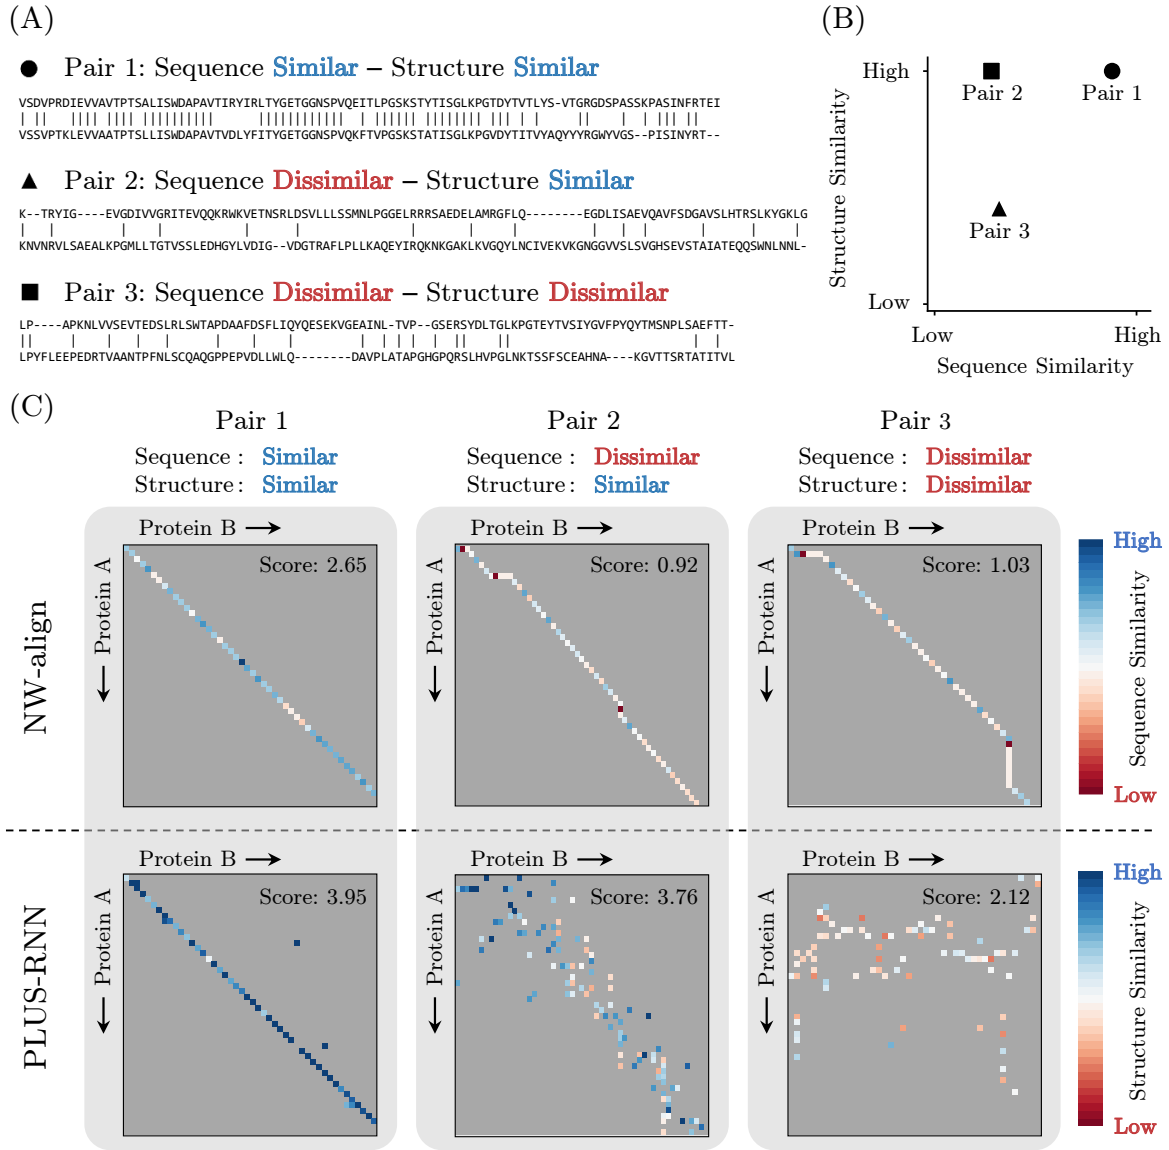 (A)
Pair 1: Sequence Similar – Structure Similar
VSDVPRDIEVVAVTPTSALISWDAPAVTIRYIRLTYGETGGNSPVQEITLPGSKSTYTISGLKPGTDYTVTLYS-VTGRGDSPASSKPASINFRTEI
VSSVPTKLEVVAATPTSLLISWDAPAVTVDLYFITYGETGGNSPVQKFTVPGSKSTATISGLKPGVDYTITVYAQYYYRGWYVGS--PISINYRT--
Pair 2: Sequence Dissimilar – Structure Similar
K--TRYIG----EVGDIVVGRITEVQQKRWKVETNSRLDSVLLLSSMNLPGGELRRRSAEDELAMRGFLQ--------EGDLISAEVQAVFSDGAVSLHTRSLKYGKLG
KNVNRVLSAEALKPGMLLTGTVSSLEDHGYLVDIG--VDGTRAFLPLLKAQEYIRQKNKGAKLKVGQYLNCIVEKVKGNGGVVSLSVGHSEVSTAIATEQQSWNLNNL-
Pair 3: Sequence Dissimilar – Structure Dissimilar
LP----APKNLVVSEVTEDSLRLSWTAPDAAFDSFLIQYQESEKVGEAINL-TVP--GSERSYDLTGLKPGTEYTVSIYGVFPYQYTMSNPLSAEFTT-
LPYFLEEPEDRTVAANTPFNLSCQAQGPPEPVDLLWLQ--------DAVPLATAPGHGPQRSLHVPGLNKTSSFSCEAHNA----KGVTTSRTATITVL
(B)
Structure Similarity
High
Low
Pair 2
Pair 1
Pair 3
Low
High
Sequence Similarity
(C)
Pair 1
Sequence : Similar
Structure : Similar
Pair 2
Sequence : Dissimilar
Structure : Similar
Pair 3
Sequence : Dissimilar
Structure : Dissimilar
NW-align
Protein B
Protein A
Score: 2.65
Protein B
Protein A
Score: 0.92
Protein B
Protein A
Score: 1.03
High
Sequence Similarity
Low
PLUS-RNN
Protein B
Protein A
Score: 3.95
Protein B
Protein A
Score: 3.76
Protein B
Protein A
Score: 2.12
High
Structure Similarity
Low